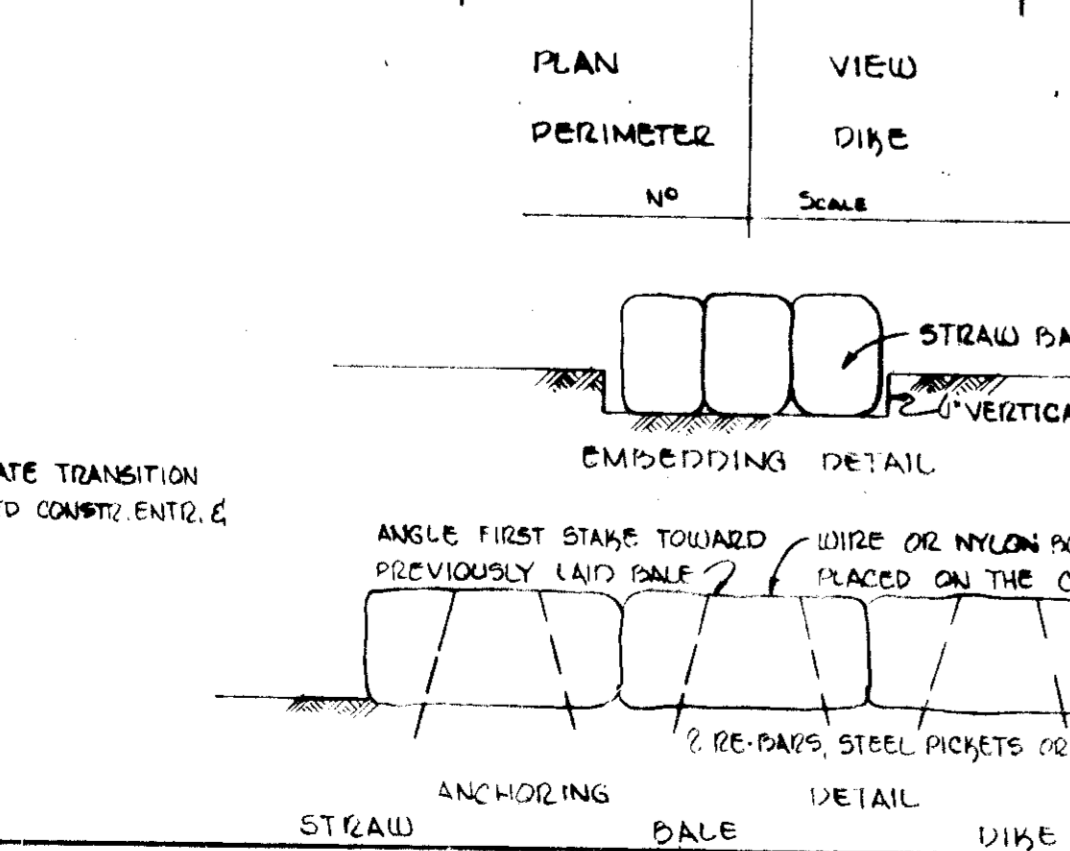 PLAN VIEW
PERIMETER DIKE
Nº SCALE
STRAW BA
4" VERTICA
EMBEDDING DETAIL
ATE TRANSITION
CONSTR. ENTR. &
ANGLE FIRST STAKE TOWARD
PREVIOUSLY LAID BALE
WIRE OR NYLON BO
PLACED ON THE C
2 RE-BARS, STEEL PICKETS OR
ANCHORING DETAIL
STRAW BALE DIKE